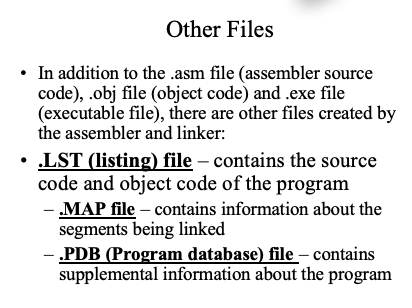 Other Files
• In addition to the .asm file (assembler source
code), .obj file (object code) and .exe file
(executable file), there are other files created by
the assembler and linker:
• .LST (listing) file – contains the source
code and object code of the program
– .MAP file – contains information about the
segments being linked
– .PDB (Program database) file – contains
supplemental information about the program